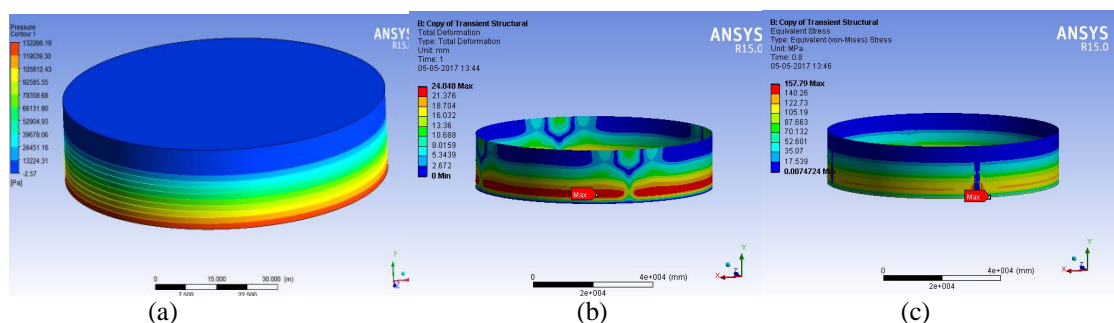 Pressure
Contour 1
132266.19
119039.30
105812.43
92585.55
79358.68
66131.80
52904.93
39678.06
26451.18
13224.31
-2.57
[Pa]
ANSYS
R15.0
0.000
15.000
30.000 (m)
7.500
22.500
Y
Z
(a)
B: Copy of Transient Structural
Total Deformation
Type: Total Deformation
Unit: mm
Time: 1
05-05-2017 13:44
24.048 Max
21.376
18.704
16.032
13.36
10.688
8.0159
5.3439
2.672
0 Min
Max
ANSYS
R15.0
0
4e+004 (mm)
2e+004
Y
X
Z
(b)
B: Copy of Transient Structural
Equivalent Stress
Type: Equivalent (von-Mises) Stress
Unit: MPa
Time: 0.8
05-05-2017 13:46
157.79 Max
140.26
122.73
105.19
87.663
70.132
52.601
35.07
17.539
0.0074724 Min
Max
ANSYS
R15.0
0
4e+004 (mm)
2e+004
Y
X
Z
(c)